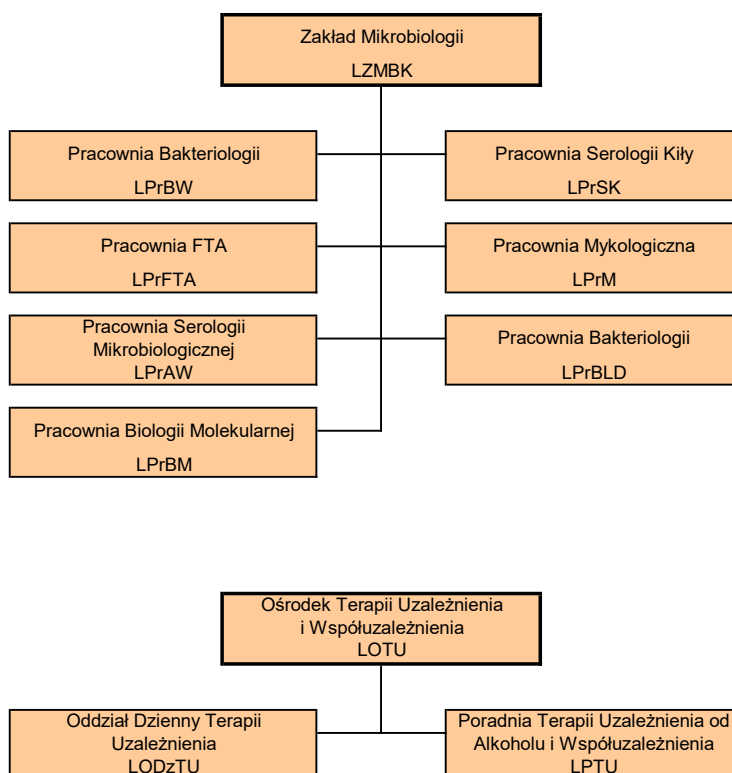 Zakład Mikrobiologii
LZMBK
Pracownia Bakteriologii
LPrBW
Pracownia Serologii Kiły
LPrSK
Pracownia FTA
LPrFTA
Pracownia Mykologiczna
LPrM
Pracownia Serologii
Mikrobiologicznej
LPrAW
Pracownia Bakteriologii
LPrBLD
Pracownia Biologii Molekularnej
LPrBM
Ośrodek Terapii Uzależnienia
i Współuzależnienia
LOTU
Oddział Dzienny Terapii
Uzależnienia
LODzTU
Poradnia Terapii Uzależnienia od
Alkoholu i Współuzależnienia
LPTU